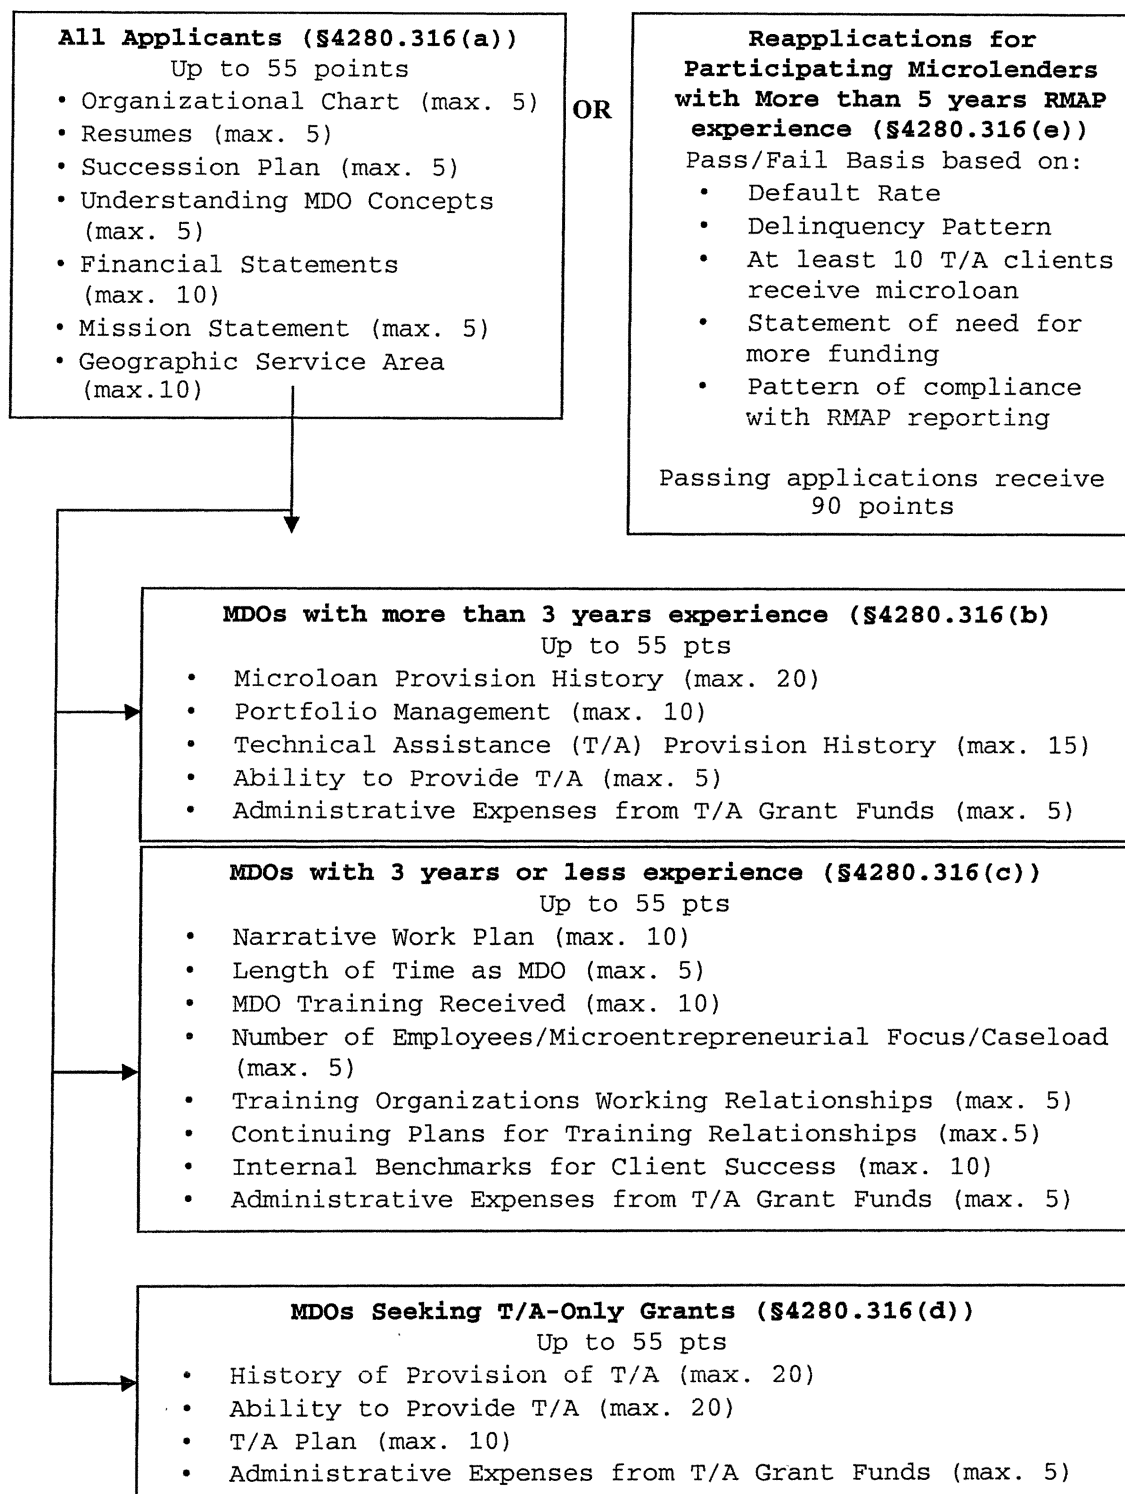 All Applicants (§4280.316(a))
Up to 55 points
• Organizational Chart (max. 5)
• Resumes (max. 5)
• Succession Plan (max. 5)
• Understanding MDO Concepts
(max. 5)
• Financial Statements
(max. 10)
• Mission Statement (max. 5)
• Geographic Service Area
(max.10)
OR
Reapplications for
Participating Microlenders
with More than 5 years RMAP
experience (§4280.316(e))
Pass/Fail Basis based on:
• Default Rate
• Delinquency Pattern
• At least 10 T/A clients
receive microloan
• Statement of need for
more funding
• Pattern of compliance
with RMAP reporting
Passing applications receive
90 points
MDOs with more than 3 years experience (§4280.316(b)
Up to 55 pts
• Microloan Provision History (max. 20)
• Portfolio Management (max. 10)
• Technical Assistance (T/A) Provision History (max. 15)
• Ability to Provide T/A (max. 5)
• Administrative Expenses from T/A Grant Funds (max. 5)
MDOs with 3 years or less experience (§4280.316(c))
Up to 55 pts
• Narrative Work Plan (max. 10)
• Length of Time as MDO (max. 5)
• MDO Training Received (max. 10)
• Number of Employees/Microentrepreneurial Focus/Caseload
(max. 5)
• Training Organizations Working Relationships (max. 5)
• Continuing Plans for Training Relationships (max.5)
• Internal Benchmarks for Client Success (max. 10)
• Administrative Expenses from T/A Grant Funds (max. 5)
MDOs Seeking T/A-Only Grants (§4280.316(d))
Up to 55 pts
• History of Provision of T/A (max. 20)
• Ability to Provide T/A (max. 20)
• T/A Plan (max. 10)
• Administrative Expenses from T/A Grant Funds (max. 5)